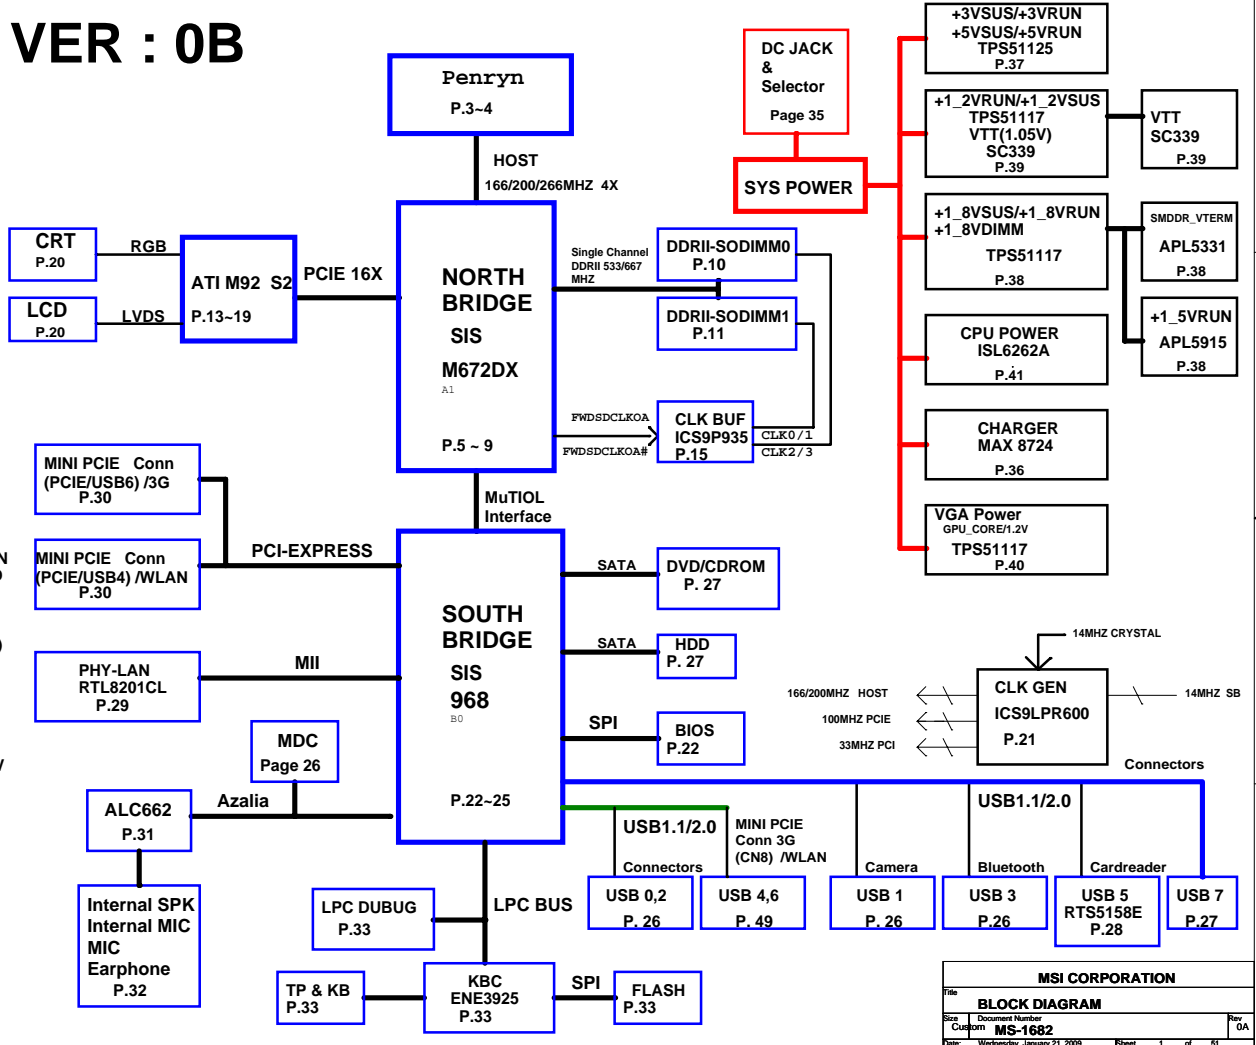 VER : 0B
Penryn
P.3~4
HOST
166/200/266MHZ 4X
DC JACK
&
Selector
Page 35
SYS POWER
+3VSUS/+3VRUN
+5VSUS/+5VRUN
TPS51125
P.37
+1_2VRUN/+1_2VSUS
TPS51117
VTT(1.05V)
SC339
P.39
VTT
SC339
P.39
+1_8VSUS/+1_8VRUN
+1_8VDIMM
TPS51117
P.38
SMDDR_VTERM
APL5331
P.38
+1_5VRUN
APL5915
P.38
CPU POWER
ISL6262A
.
P.41
CHARGER
MAX 8724
P.36
VGA Power
GPU_CORE/1.2V
TPS51117
P.40
CRT
P.20
RGB
LCD
P.20
LVDS
ATI M92 S2
P.13~19
PCIE 16X
NORTH
BRIDGE
SIS
M672DX
A1
P.5 ~ 9
Single Channel
DDRII 533/667
MHZ
DDRII-SODIMM0
P.10
DDRII-SODIMM1
P.11
FWDSDCLKOA
FWDSDCLKOA#
CLK BUF
ICS9P935
P.15
CLK0/1
CLK2/3
MuTIOL
Interface
MINI PCIE Conn
(PCIE/USB6) /3G
P.30
MINI PCIE Conn
(PCIE/USB4) /WLAN
P.30
PCI-EXPRESS
PHY-LAN
RTL8201CL
P.29
MII
SOUTH
BRIDGE
SIS
968
B0
P.22~25
SATA
DVD/CDROM
P. 27
SATA
HDD
P. 27
SPI
BIOS
P.22
14MHZ CRYSTAL
CLK GEN
ICS9LPR600
P.21
166/200MHZ HOST
100MHZ PCIE
33MHZ PCI
14MHZ SB
MDC
Page 26
Azalia
ALC662
P.31
Internal SPK
Internal MIC
MIC
Earphone
P.32
Connectors
USB1.1/2.0
USB1.1/2.0
MINI PCIE
Conn 3G
(CN8) /WLAN
Connectors
Camera
Bluetooth
Cardreader
USB 0,2
P. 26
USB 4,6
P. 49
USB 1
P. 26
USB 3
P.26
USB 5
RTS5158E
P.28
USB 7
P.27
LPC DUBUG
P.33
LPC BUS
TP & KB
P.33
KBC
ENE3925
P.33
SPI
FLASH
P.33
MSI CORPORATION
Title
BLOCK DIAGRAM
Size
Custom
Document Number
MS-1682
Rev
0A
Date: Wednesday, January 21, 2009 Sheet 1 of 51